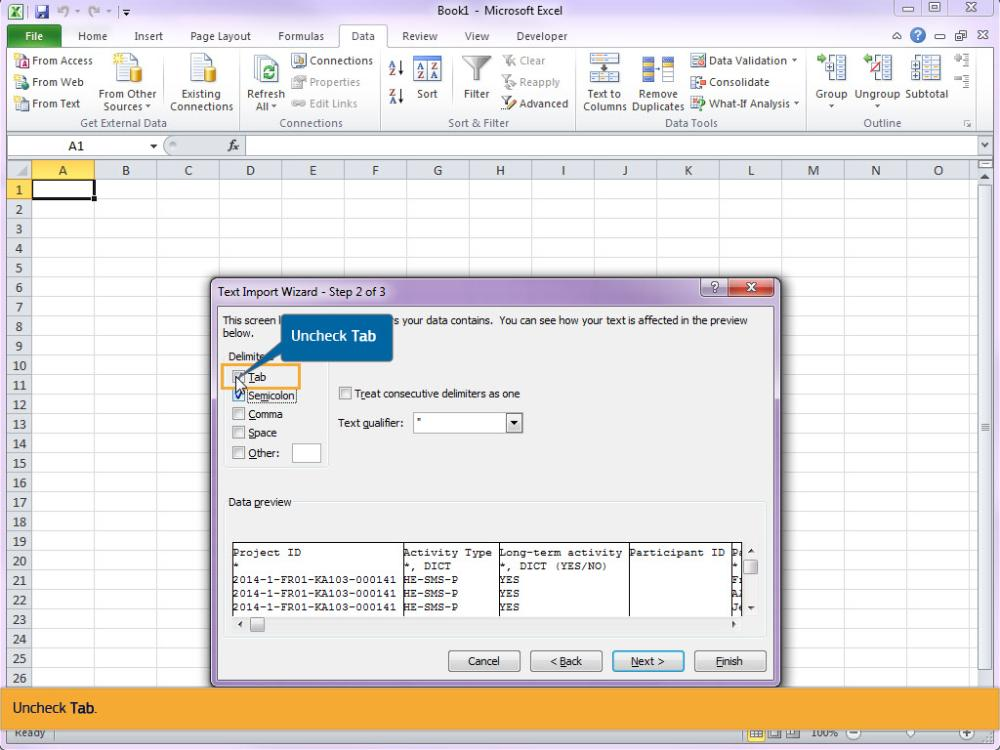 Book1 - Microsoft Excel
File Home Insert Page Layout Formulas Data Review View Developer
From Access
From Web
From Text
From Other Sources
Existing Connections
Get External Data
Refresh All
Connections
Properties
Edit Links
Connections
Sort
Filter
Clear
Reapply
Advanced
Sort & Filter
Text to Columns
Remove Duplicates
Data Validation
Consolidate
What-If Analysis
Data Tools
Group
Ungroup
Subtotal
Outline
A1
fx
A B C D E F G H I J K L M N O
1
2
3
4
5
6
7
8
9
10
11
12
13
14
15
16
17
18
19
20
21
22
23
24
25
26
Text Import Wizard - Step 2 of 3
This screen l
s your data contains. You can see how your text is affected in the preview
below.
Uncheck Tab
Delimite
Tab
Semicolon
Comma
Space
Other:
Treat consecutive delimiters as one
Text qualifier: "
Data preview
Project ID Activity Type Long-term activity Participant ID
* *, DICT *, DICT (YES/NO) *
2014-1-FR01-KA103-000141 HE-SMS-P YES
2014-1-FR01-KA103-000141 HE-SMS-P YES
2014-1-FR01-KA103-000141 HE-SMS-P YES
Cancel < Back Next > Finish
Uncheck Tab.
Ready 100%